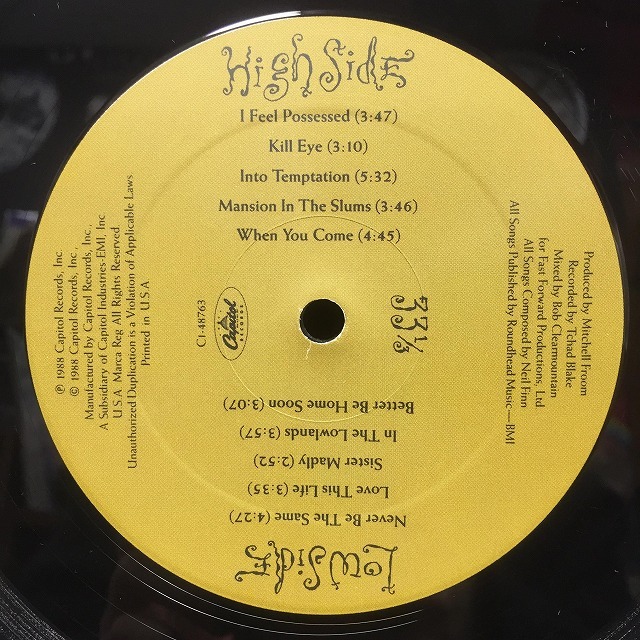 High Side
I Feel Possessed (3:47)
Kill Eye (3:10)
Into Temptation (5:32)
Mansion In The Slums (3:46)
When You Come (4:45)
℗ 1988 Capitol Records, Inc.
© 1988 Capitol Records, Inc.,
Manufactured by Capitol Records, Inc.,
A Subsidiary of Capitol Industries-EMI, Inc
U S A Marca Reg All Rights Reserved
Unauthorized Duplication is a Violation of Applicable Laws
Printed in U.S.A.
C1-48763
Capitol
RECORDS
33⅓
Produced by Mitchell Froom
Recorded by Tchad Blake
Mixed by Bob Clearmountain
for Fast Forward Productions, Ltd
All Songs Composed by Neil Finn
All Songs Published by Roundhead Music—BMI
Low Side
Never Be The Same (4:27)
Love This Life (3:35)
Sister Madly (2:52)
In The Lowlands (3:57)
Better Be Home Soon (3:07)